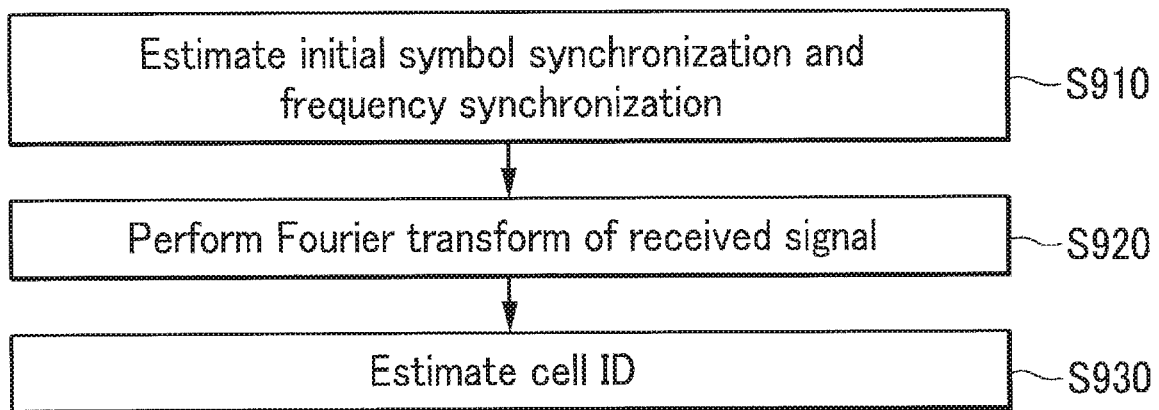 Estimate initial symbol synchronization and
frequency synchronization
S910
Perform Fourier transform of received signal
S920
Estimate cell ID
S930